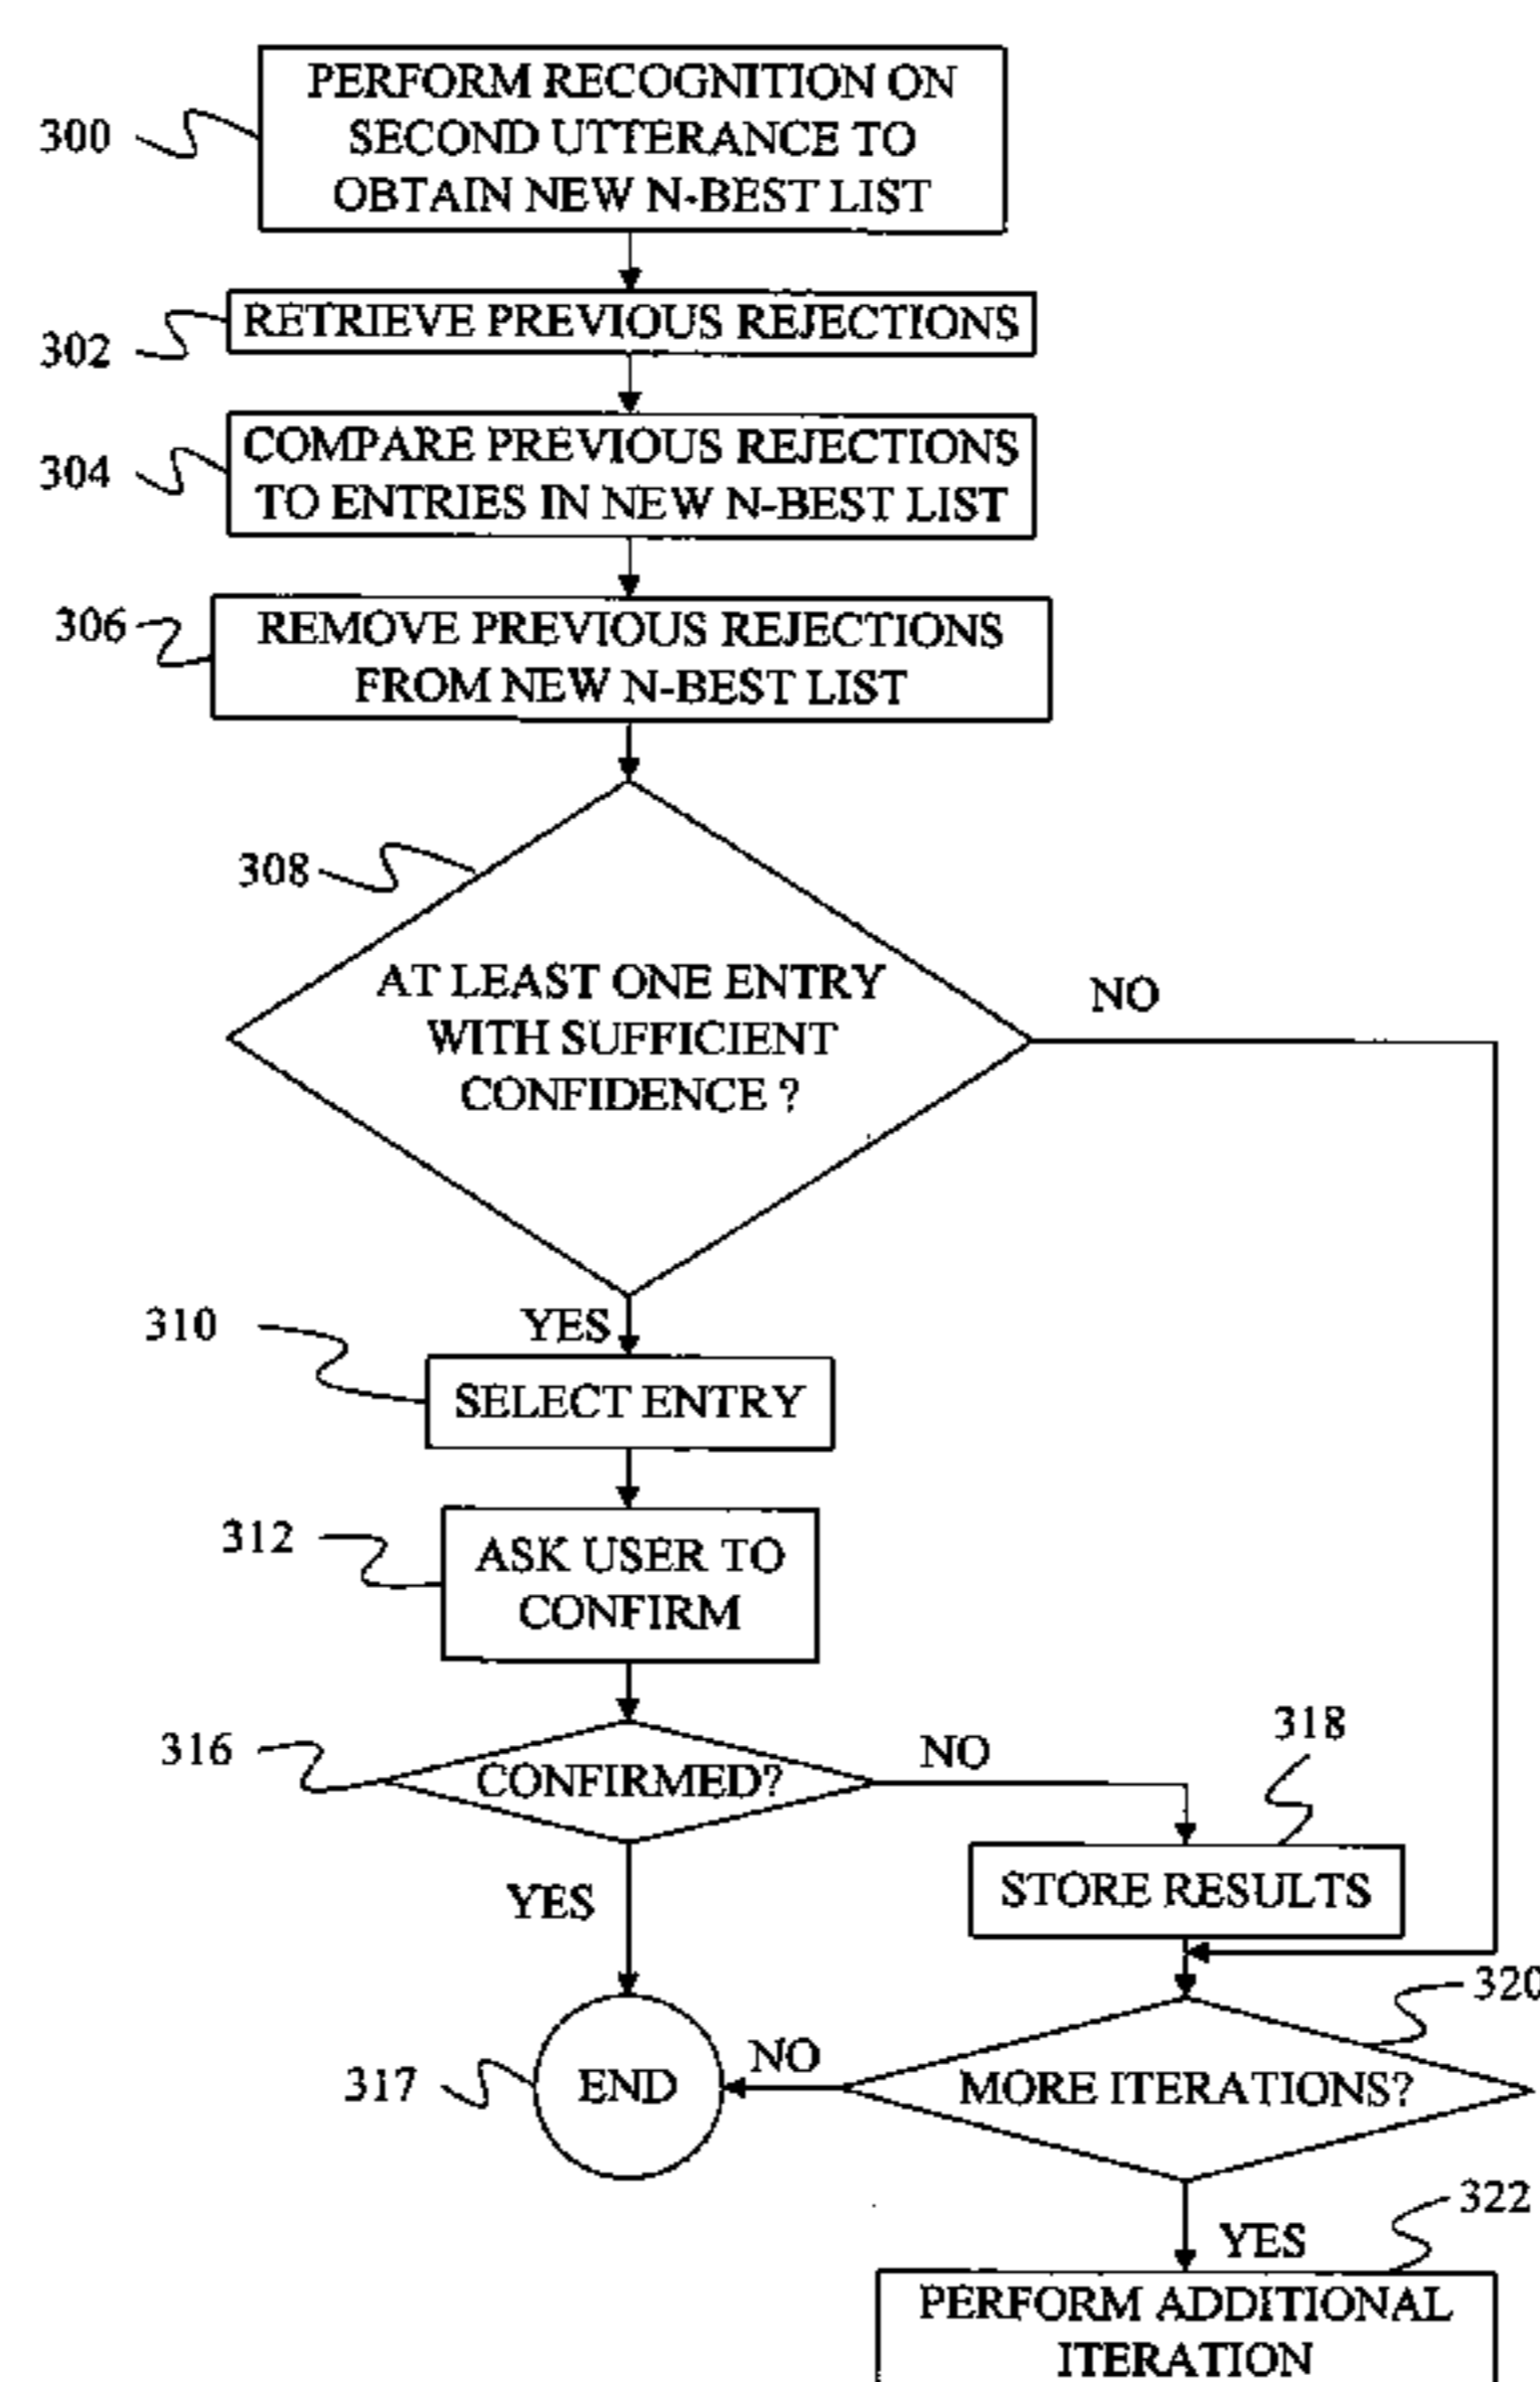 300
PERFORM RECOGNITION ON
SECOND UTTERANCE TO
OBTAIN NEW N-BEST LIST
302
RETRIEVE PREVIOUS REJECTIONS
304
COMPARE PREVIOUS REJECTIONS
TO ENTRIES IN NEW N-BEST LIST
306
REMOVE PREVIOUS REJECTIONS
FROM NEW N-BEST LIST
308
AT LEAST ONE ENTRY
WITH SUFFICIENT
CONFIDENCE ?
NO
YES
310
SELECT ENTRY
312
ASK USER TO
CONFIRM
316
CONFIRMED?
NO
318
STORE RESULTS
YES
320
317
END
NO
MORE ITERATIONS?
322
YES
PERFORM ADDITIONAL
ITERATION